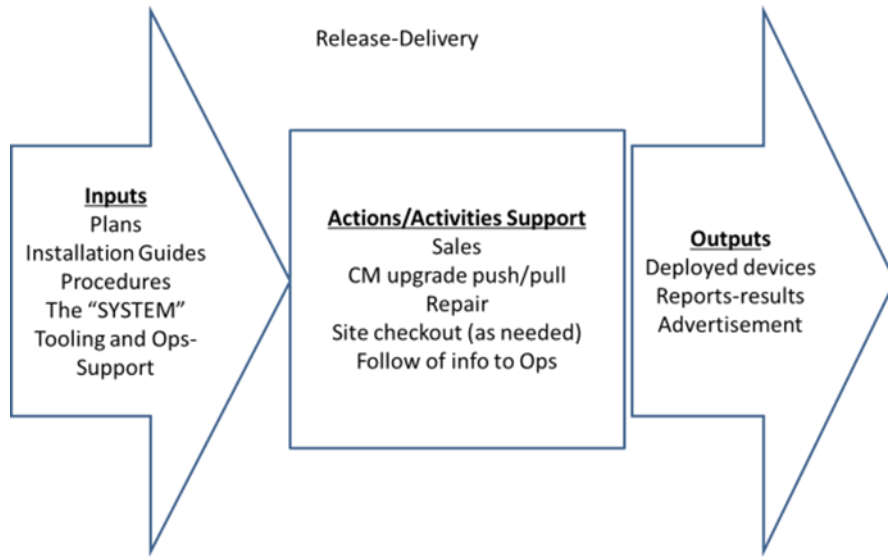 Release-Delivery
Inputs
Plans
Installation Guides
Procedures
The “SYSTEM”
Tooling and Ops-
Support
Actions/Activities Support
Sales
CM upgrade push/pull
Repair
Site checkout (as needed)
Follow of info to Ops
Outputs
Deployed devices
Reports-results
Advertisement